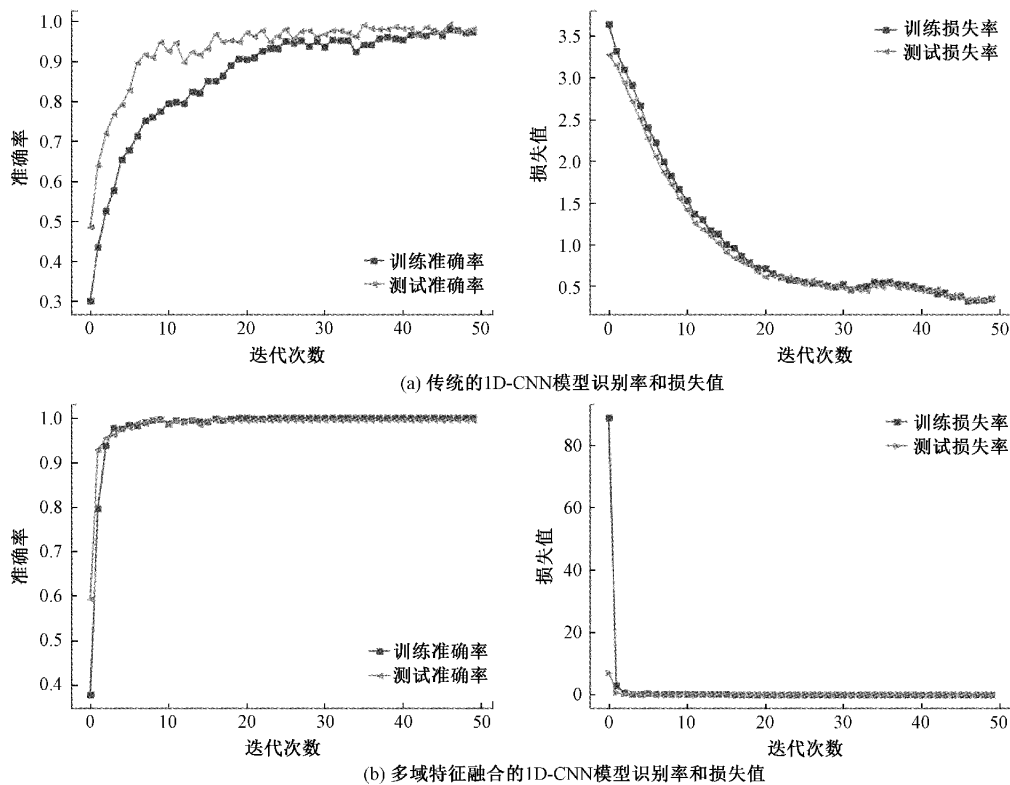 1.0
0.9
0.8
0.7
0.6
0.5
0.4
0.3
准确率
训练准确率
测试准确率
0 10 20 30 40 50
迭代次数
3.5
3.0
2.5
2.0
1.5
1.0
0.5
损失值
训练损失率
测试损失率
0 10 20 30 40 50
迭代次数
(a) 传统的1D-CNN模型识别率和损失值
1.0
0.9
0.8
0.7
0.6
0.5
0.4
准确率
训练准确率
测试准确率
0 10 20 30 40 50
迭代次数
80
60
40
20
0
损失值
训练损失率
测试损失率
0 10 20 30 40 50
迭代次数
(b) 多域特征融合的1D-CNN模型识别率和损失值